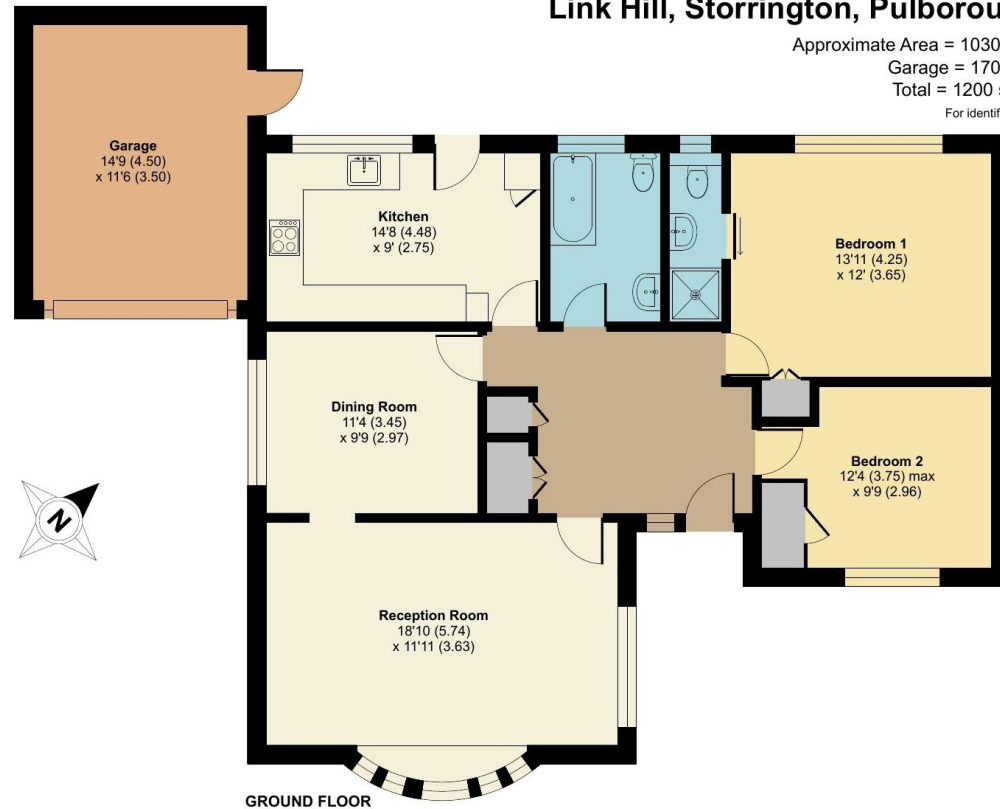 Link Hill, Storrington,
Approximate Area = 1030
Garage = 170
Total = 1200
For
Garage
14'9 (4.50)
x 11'6 (3.50)
Kitchen
14'8 (4.48)
x 9' (2.75)
Bedroom 1
13'11 (4.25)
x 12' (3.65)
Dining Room
11'4 (3.45)
x 9'9 (2.97)
Bedroom 2
12'4 (3.75) max
x 9'9 (2.96)
N
Reception Room
18'10 (5.74)
x 11'11 (3.63)
GROUND FLOOR